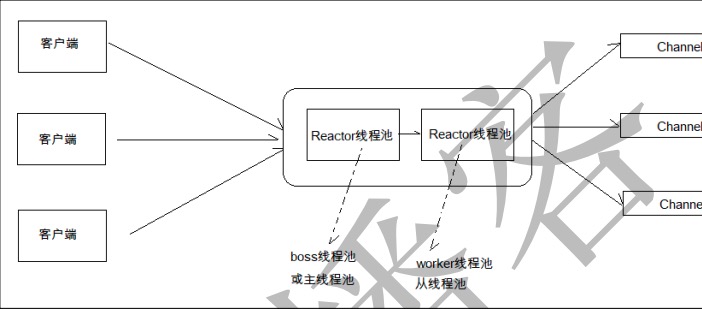 客户端
客户端
客户端
Reactor线程池
Reactor线程池
boss线程池
或主线程池
worker线程池
从线程池
Channel
Channel
Channe
客